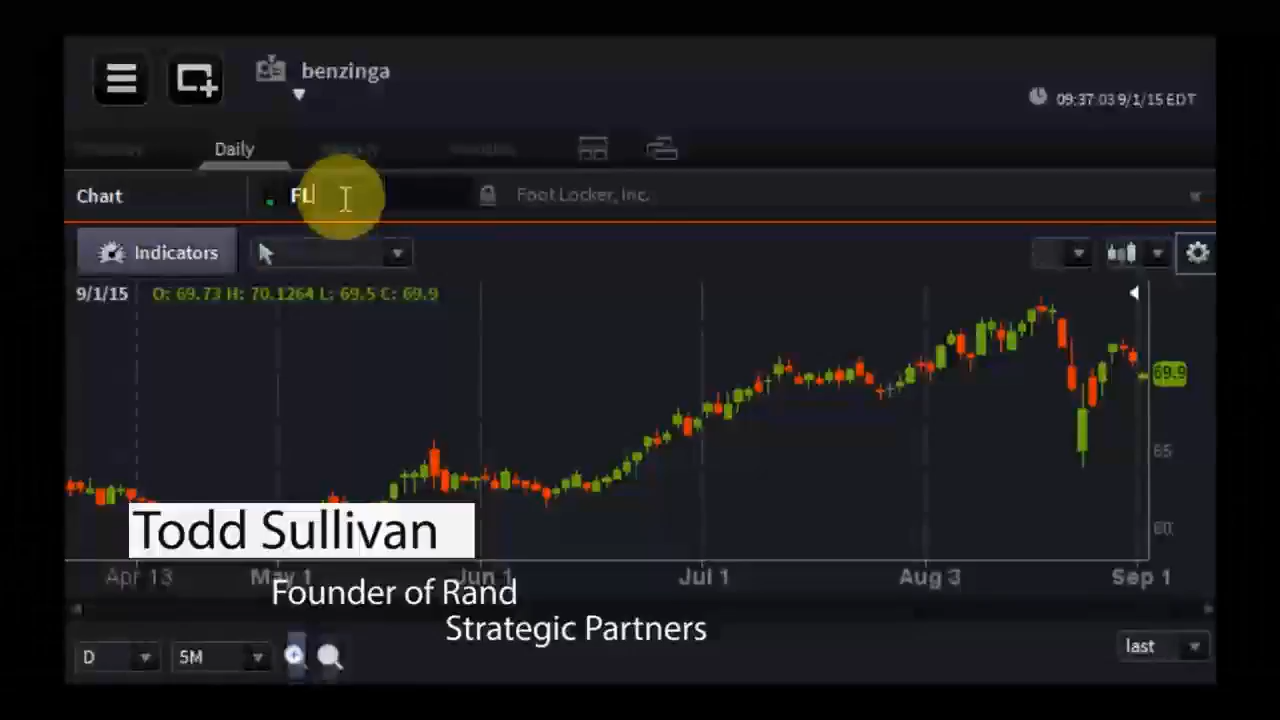 benzinga
09:37:03 9/1/15 EDT
Daily
Chart
FL
Foot Locker, Inc.
Indicators
9/1/15 O: 69.73 H: 70.1264 L: 69.5 C: 69.9
69.9
65
60
Todd Sullivan
Apr 13 May 1 Jun 1 Jul 1 Aug 3 Sep 1
Founder of Rand
Strategic Partners
D 5M
last